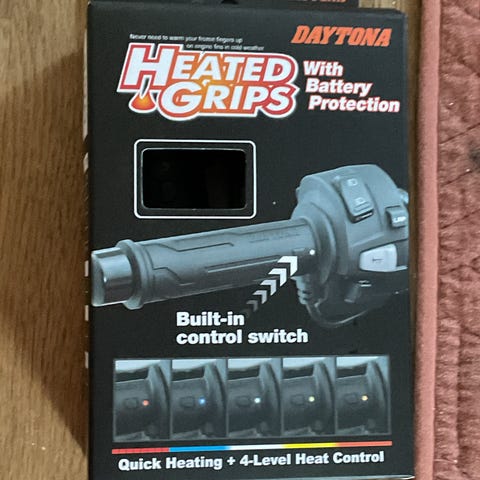 Never need to warm your frozen fingers up
on engine fins in cold weather
DAYTONA
HEATED
GRIPS
With
Battery
Protection
Built-in
control switch
Quick Heating + 4-Level Heat Control